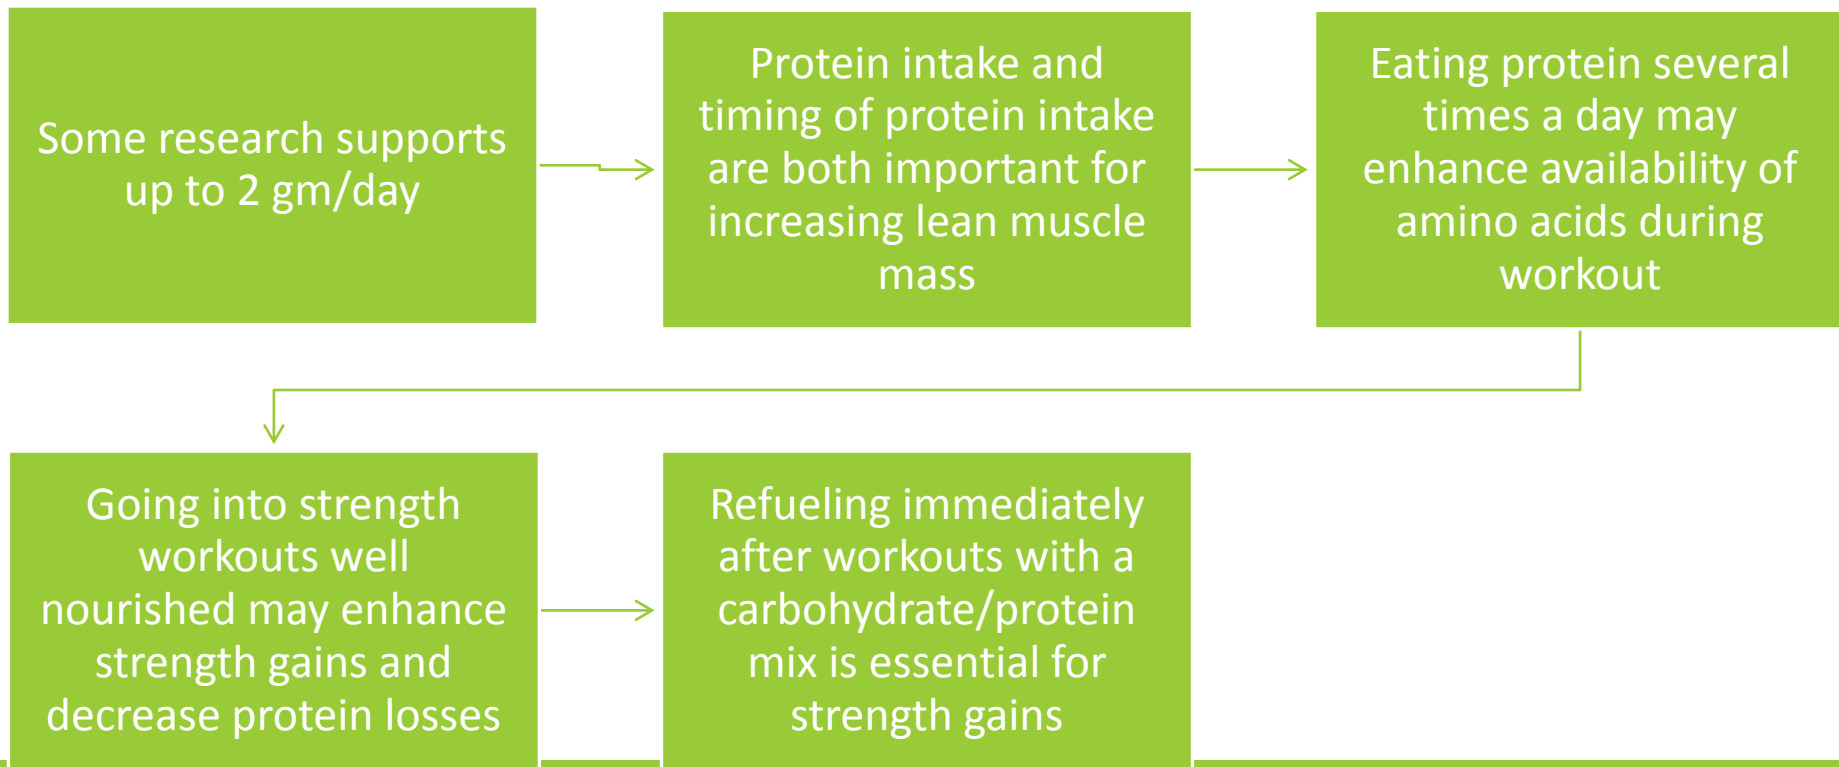 Some research supports
up to 2 gm/day
Protein intake and
timing of protein intake
are both important for
increasing lean muscle
mass
Eating protein several
times a day may
enhance availability of
amino acids during
workout
Going into strength
workouts well
nourished may enhance
strength gains and
decrease protein losses
Refueling immediately
after workouts with a
carbohydrate/protein
mix is essential for
strength gains